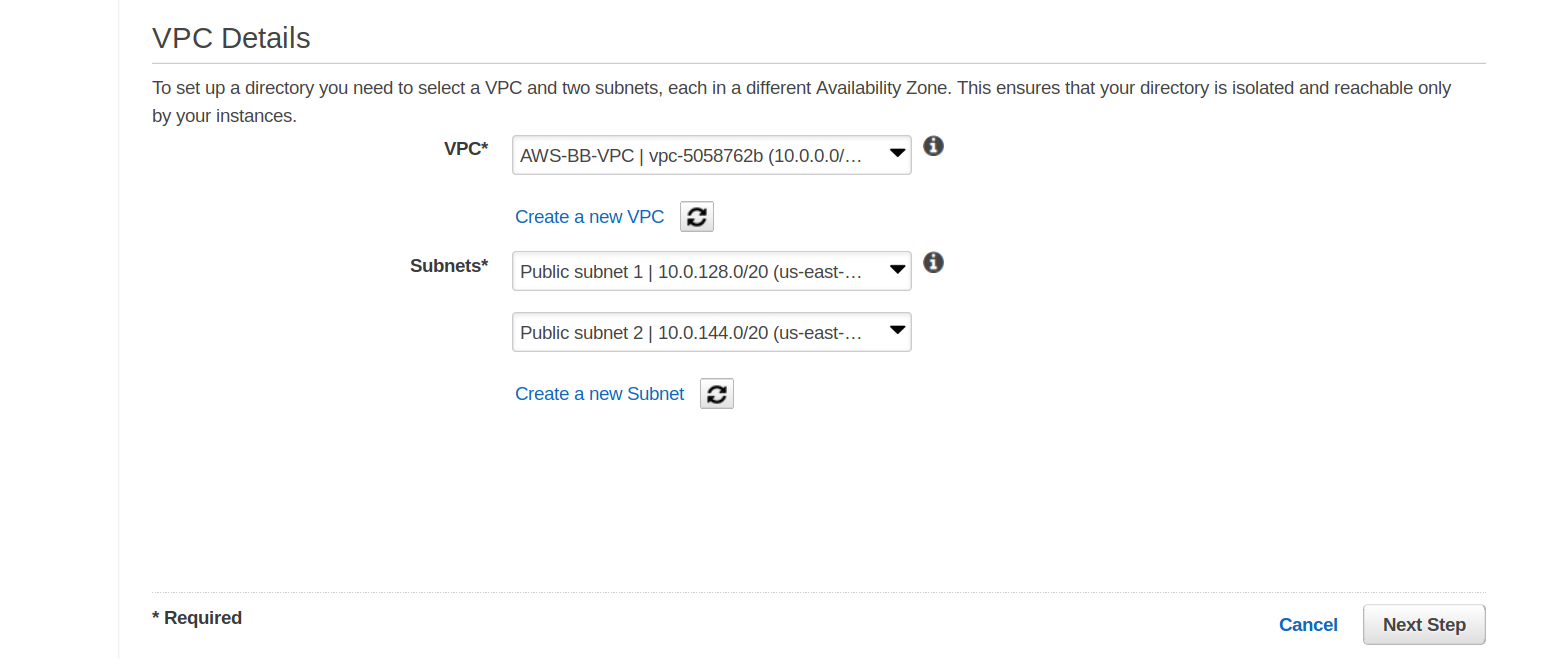 VPC Details
To set up a directory you need to select a VPC and two subnets, each in a different Availability Zone. This ensures that your directory is isolated and reachable only
by your instances.
VPC*
AWS-BB-VPC | vpc-5058762b (10.0.0.0/…
Create a new VPC
Subnets*
Public subnet 1 | 10.0.128.0/20 (us-east-…
Public subnet 2 | 10.0.144.0/20 (us-east-…
Create a new Subnet
* Required
Cancel
Next Step